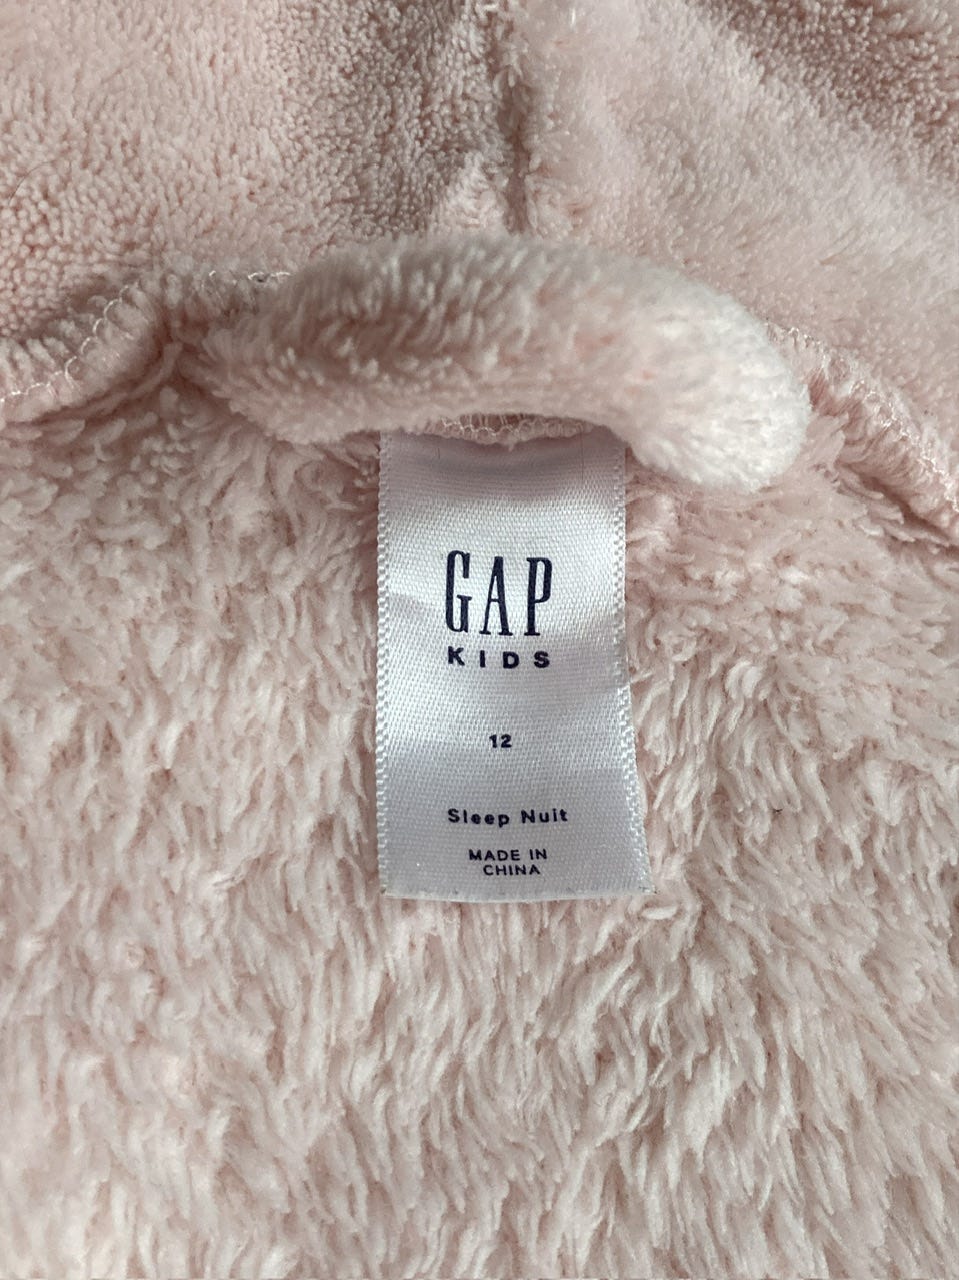 GAP
KIDS
12
Sleep Nuit
MADE IN
CHINA